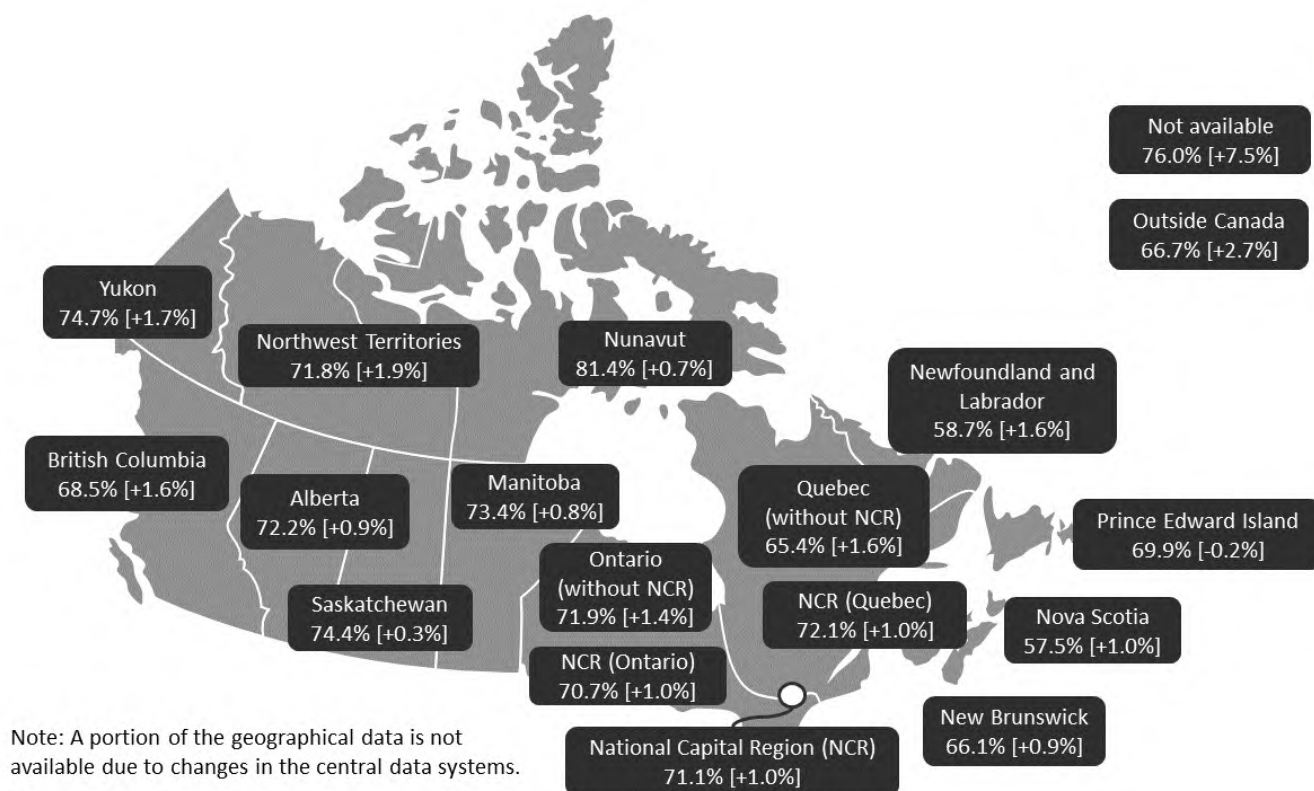 Not available
76.0% [+7.5%]
Outside Canada
66.7% [+2.7%]
Yukon
74.7% [+1.7%]
Northwest Territories
71.8% [+1.9%]
Nunavut
81.4% [+0.7%]
Newfoundland and
Labrador
58.7% [+1.6%]
British Columbia
68.5% [+1.6%]
Alberta
72.2% [+0.9%]
Manitoba
73.4% [+0.8%]
Quebec
(without NCR)
65.4% [+1.6%]
Prince Edward Island
69.9% [-0.2%]
Ontario
(without NCR)
71.9% [+1.4%]
Saskatchewan
74.4% [+0.3%]
NCR (Quebec)
72.1% [+1.0%]
Nova Scotia
57.5% [+1.0%]
NCR (Ontario)
70.7% [+1.0%]
New Brunswick
66.1% [+0.9%]
National Capital Region (NCR)
71.1% [+1.0%]
Note: A portion of the geographical data is not
available due to changes in the central data systems.